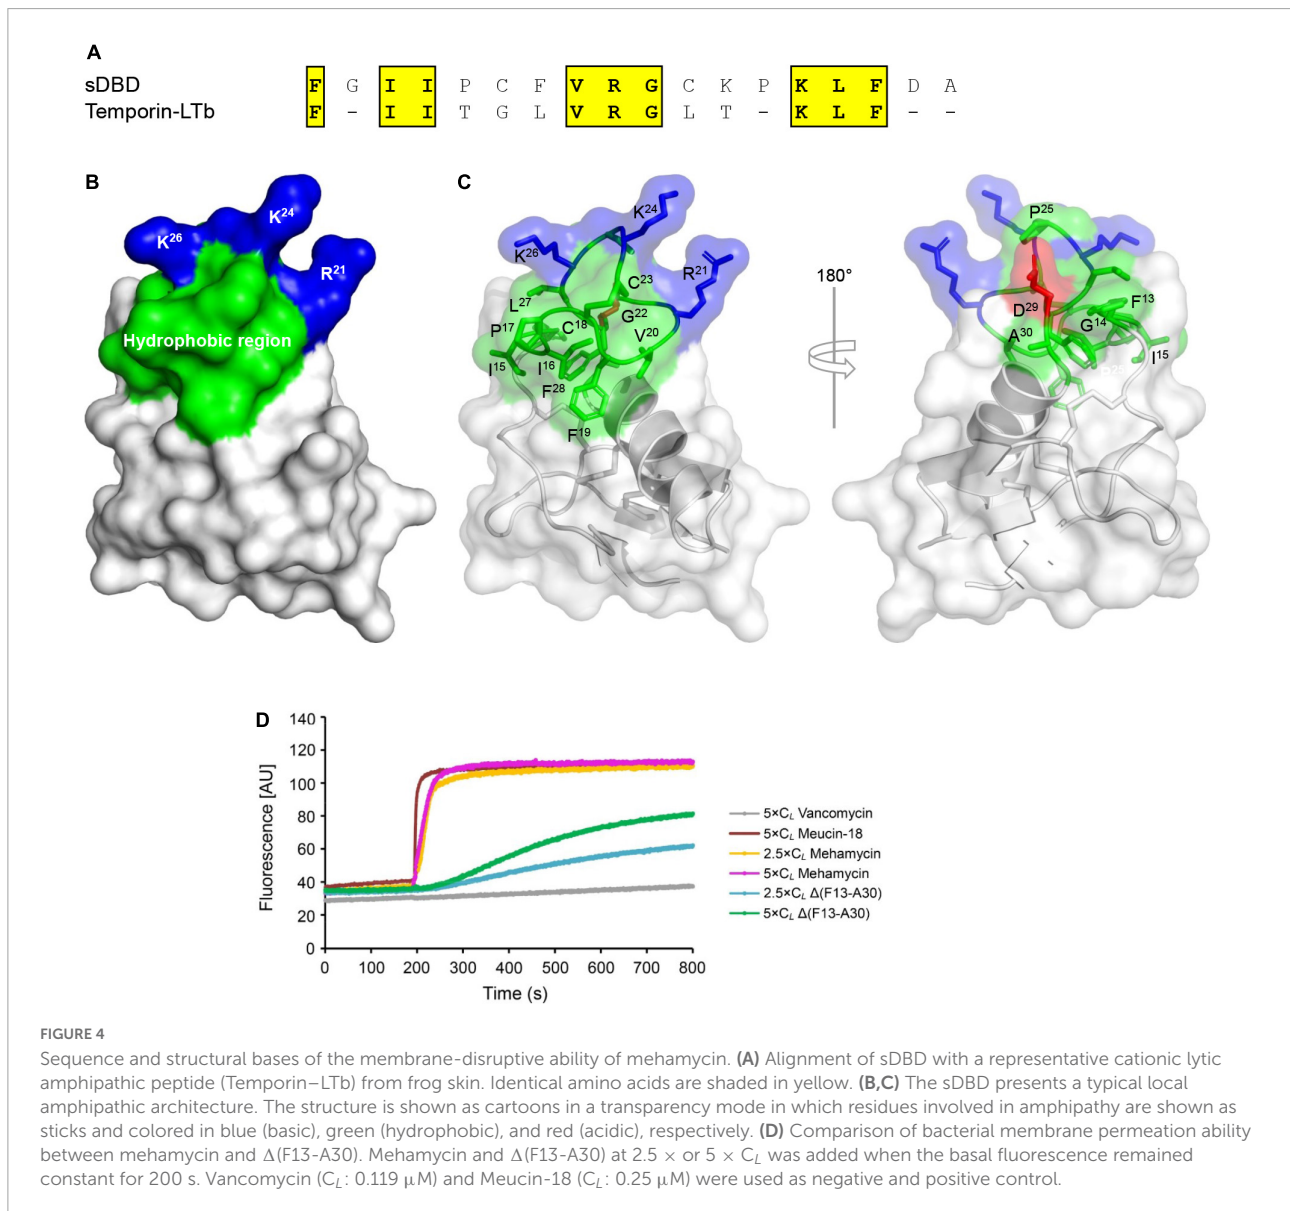 A
sDBD F G I I P C F V R G C K P K L F D A
Temporin-LTb F - I I T G L V R G L T - K L F - -
B
K24
K26
R21
Hydrophobic region
C
K24
K26
R21
C23
L27
G22
P17
C18
V20
I15
I16
F28
F19
180°
P25
D29
F13
G14
A30
I15
D
Fluorescence [AU]
140
120
100
80
60
40
20
0
0 100 200 300 400 500 600 700 800
Time (s)
5×CL Vancomycin
5×CL Meucin-18
2.5×CL Mehamycin
5×CL Mehamycin
2.5×CL Δ(F13-A30)
5×CL Δ(F13-A30)
FIGURE 4
Sequence and structural bases of the membrane-disruptive ability of mehamycin. (A) Alignment of sDBD with a representative cationic lytic
amphipathic peptide (Temporin–LTb) from frog skin. Identical amino acids are shaded in yellow. (B,C) The sDBD presents a typical local
amphipathic architecture. The structure is shown as cartoons in a transparency mode in which residues involved in amphipathy are shown as
sticks and colored in blue (basic), green (hydrophobic), and red (acidic), respectively. (D) Comparison of bacterial membrane permeation ability
between mehamycin and Δ(F13-A30). Mehamycin and Δ(F13-A30) at 2.5 × or 5 × CL was added when the basal fluorescence remained
constant for 200 s. Vancomycin (CL: 0.119 μM) and Meucin-18 (CL: 0.25 μM) were used as negative and positive control.